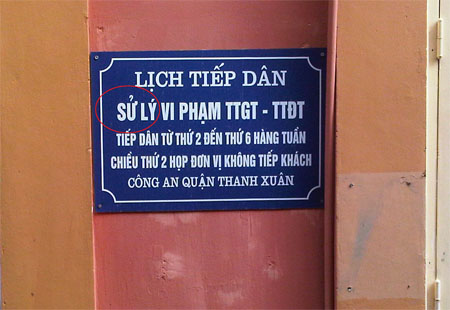 LỊCH TIẾP DÂN
SỬ LÝ VI PHẠM TTGT - TTĐT
TIẾP DÂN TỪ THỨ 2 ĐẾN THỨ 6 HÀNG TUẦN
CHIỀU THỨ 2 HỌP ĐƠN VỊ KHÔNG TIẾP KHÁCH
CÔNG AN QUẬN THANH XUÂN